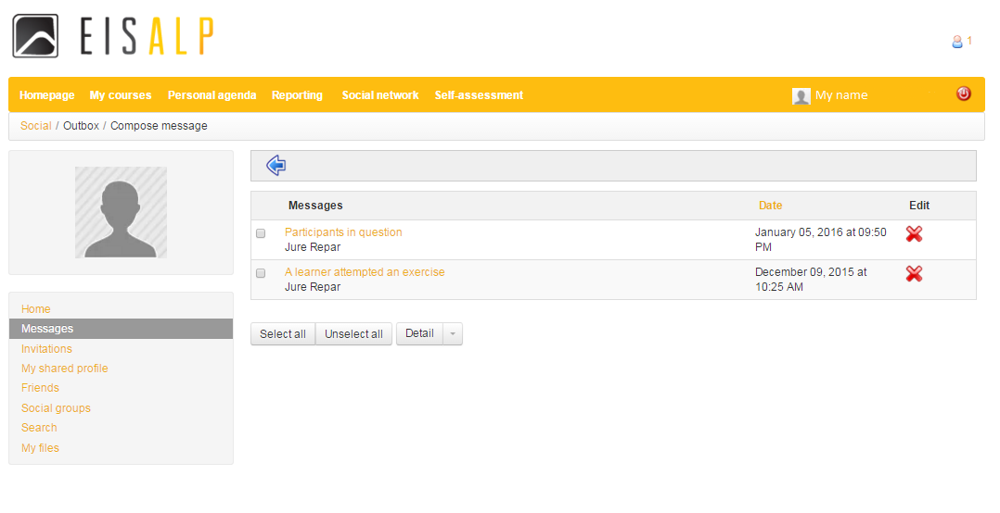 EISALP
1
Homepage My courses Personal agenda Reporting Social network Self-assessment My name
Social / Outbox / Compose message
Messages Date Edit
Participants in question January 05, 2016 at 09:50
Jure Repar PM
A learner attempted an exercise December 09, 2015 at
Jure Repar 10:25 AM
Select all Unselect all Detail
Home
Messages
Invitations
My shared profile
Friends
Social groups
Search
My files